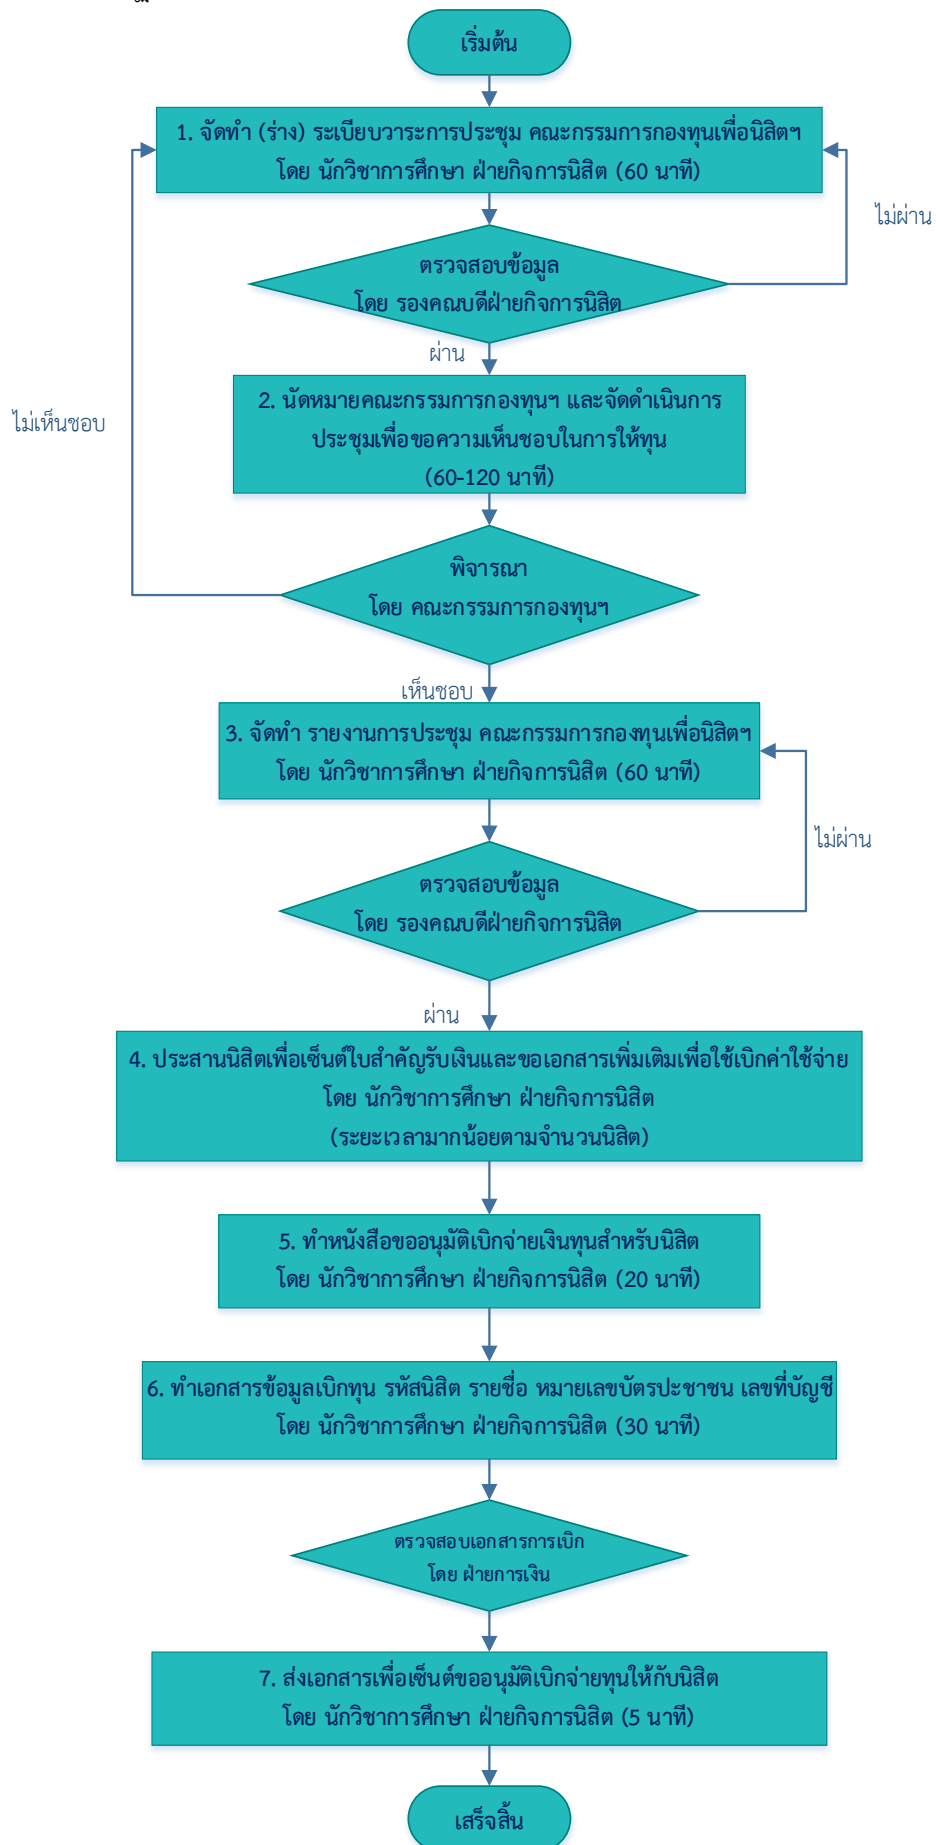 เริ่มต้น
1. จัดทำ (ร่าง) ระเบียบวาระการประชุม คณะกรรมการกองทุนเพื่อนิสิตฯ
โดย นักวิชาการศึกษา ฝ่ายกิจการนิสิต (60 นาที)
ไม่ผ่าน
ตรวจสอบข้อมูล
โดย รองคณบดีฝ่ายกิจการนิสิต
ผ่าน
2. นัดหมายคณะกรรมการกองทุนฯ และจัดดำเนินการ
ประชุมเพื่อขอความเห็นชอบในการให้ทุน
(60-120 นาที)
ไม่เห็นชอบ
พิจารณา
โดย คณะกรรมการกองทุนฯ
เห็นชอบ
3. จัดทำ รายงานการประชุม คณะกรรมการกองทุนเพื่อนิสิตฯ
โดย นักวิชาการศึกษา ฝ่ายกิจการนิสิต (60 นาที)
ไม่ผ่าน
ตรวจสอบข้อมูล
โดย รองคณบดีฝ่ายกิจการนิสิต
ผ่าน
4. ประสานนิสิตเพื่อเซ็นต์ใบสำคัญรับเงินและขอเอกสารเพิ่มเติมเพื่อใช้เบิกค่าใช้จ่าย
โดย นักวิชาการศึกษา ฝ่ายกิจการนิสิต
(ระยะเวลามากน้อยตามจำนวนนิสิต)
5. ทำหนังสือขออนุมัติเบิกจ่ายเงินทุนสำหรับนิสิต
โดย นักวิชาการศึกษา ฝ่ายกิจการนิสิต (20 นาที)
6. ทำเอกสารข้อมูลเบิกทุน รหัสนิสิต รายชื่อ หมายเลขบัตรประชาชน เลขที่บัญชี
โดย นักวิชาการศึกษา ฝ่ายกิจการนิสิต (30 นาที)
ตรวจสอบเอกสารการเบิก
โดย ฝ่ายการเงิน
7. ส่งเอกสารเพื่อเซ็นต์ขออนุมัติเบิกจ่ายทุนให้กับนิสิต
โดย นักวิชาการศึกษา ฝ่ายกิจการนิสิต (5 นาที)
เสร็จสิ้น